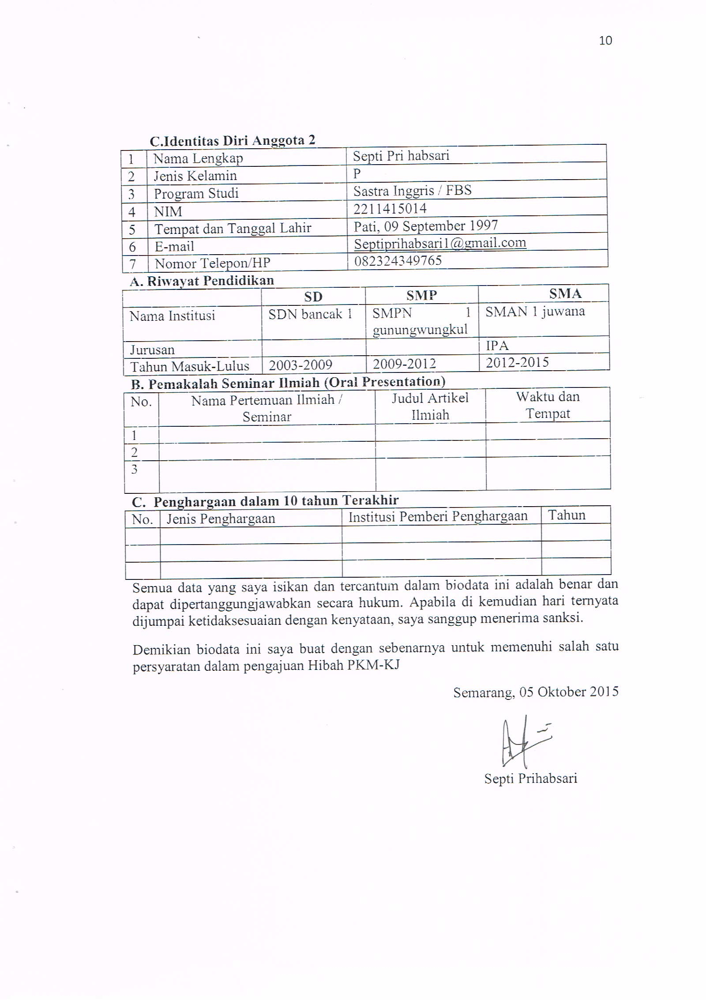 10
C.Identitas Diri Anggota 2
1 Nama Lengkap Septi Pri habsari
2 Jenis Kelamin P
3 Program Studi Sastra Inggris / FBS
4 NIM 2211415014
5 Tempat dan Tanggal Lahir Pati, 09 September 1997
6 E-mail Septiprihabsari1@gmail.com
7 Nomor Telepon/HP 082324349765
A. Riwayat Pendidikan
SD SMP SMA
Nama Institusi SDN bancak 1 SMPN 1 SMAN 1 juwana
gunungwungkul
Jurusan IPA
Tahun Masuk-Lulus 2003-2009 2009-2012 2012-2015
B. Pemakalah Seminar Ilmiah (Oral Presentation)
No. Nama Pertemuan Ilmiah / Judul Artikel Waktu dan
Seminar Ilmiah Tempat
1
2
3
C. Penghargaan dalam 10 tahun Terakhir
No. Jenis Penghargaan Institusi Pemberi Penghargaan Tahun
Semua data yang saya isikan dan tercantum dalam biodata ini adalah benar dan
dapat dipertanggungjawabkan secara hukum. Apabila di kemudian hari ternyata
dijumpai ketidaksesuaian dengan kenyataan, saya sanggup menerima sanksi.
Demikian biodata ini saya buat dengan sebenarnya untuk memenuhi salah satu
persyaratan dalam pengajuan Hibah PKM-KJ
Semarang, 05 Oktober 2015
Septi Prihabsari